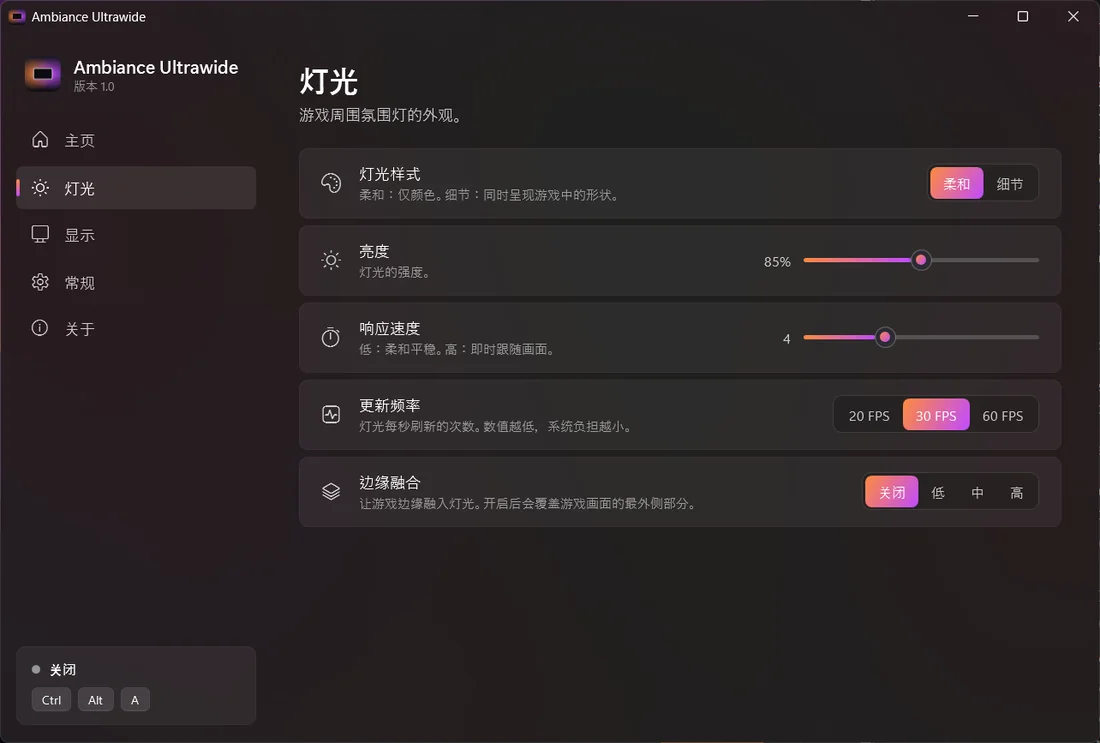 Ambiance Ultrawide
Ambiance Ultrawide
版本 1.0
主页
灯光
显示
常规
关于
关闭
Ctrl Alt A
灯光
游戏周围氛围灯的外观。
灯光样式
柔和：仅颜色。细节：同时呈现游戏中的形状。
柔和 细节
亮度
灯光的强度。
85%
响应速度
低：柔和平稳。高：即时跟随画面。
4
更新频率
灯光每秒刷新的次数。数值越低，系统负担越小。
20 FPS 30 FPS 60 FPS
边缘融合
让游戏边缘融入灯光。开启后会覆盖游戏画面的最外侧部分。
关闭 低 中 高